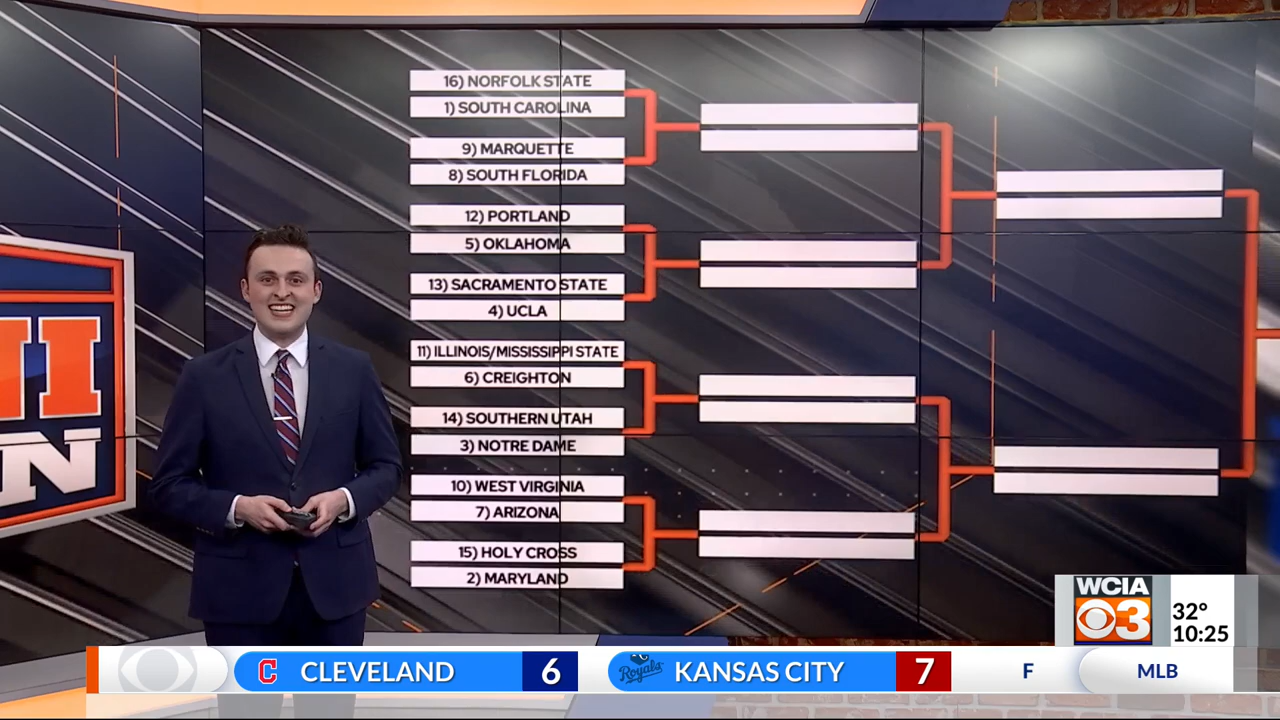 16) NORFOLK STATE
1) SOUTH CAROLINA
9) MARQUETTE
8) SOUTH FLORIDA
12) PORTLAND
5) OKLAHOMA
13) SACRAMENTO STATE
4) UCLA
11) ILLINOIS/MISSISSIPPI STATE
6) CREIGHTON
14) SOUTHERN UTAH
3) NOTRE DAME
10) WEST VIRGINIA
7) ARIZONA
15) HOLY CROSS
2) MARYLAND
WCIA
3
32°
10:25
C CLEVELAND 6 Royals KANSAS CITY 7 F MLB